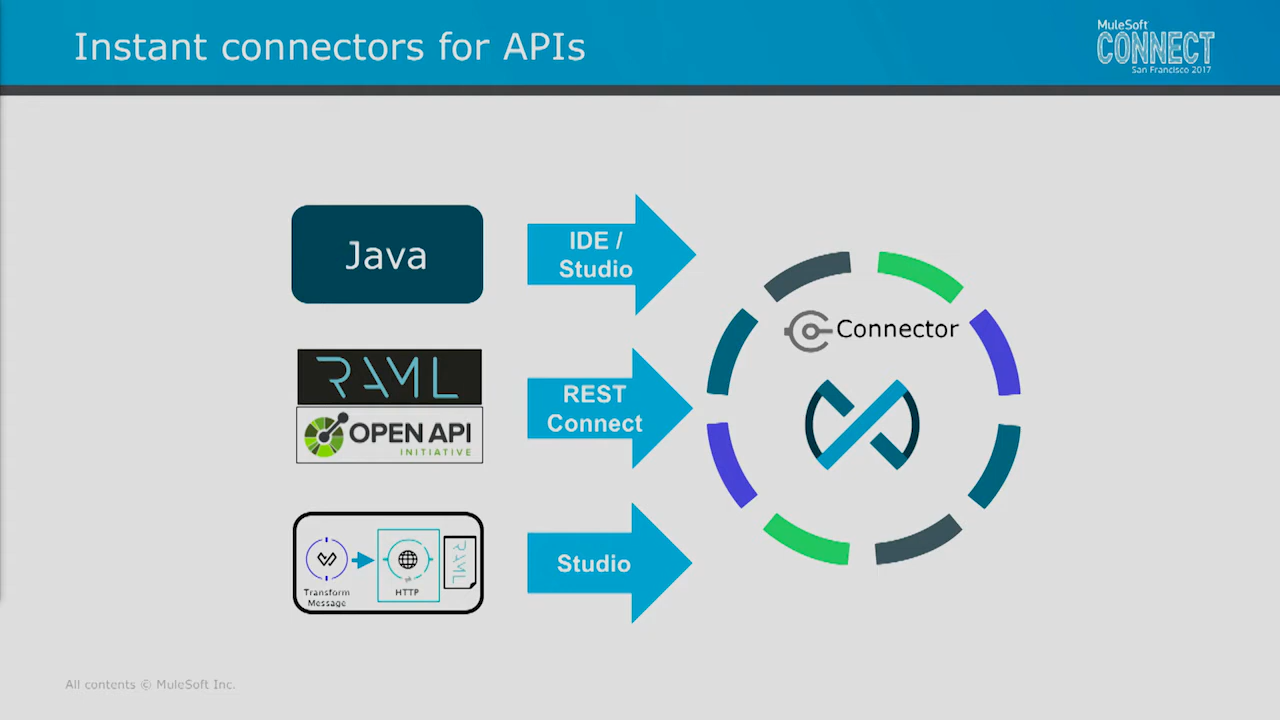 Instant connectors for APIs
MuleSoft
CONNECT
San Francisco 2017
Java
IDE /
Studio
Connector
RAML
REST
Connect
OPEN API
INITIATIVE
Studio
RAML
Transform
Message
HTTP
All contents © MuleSoft Inc.